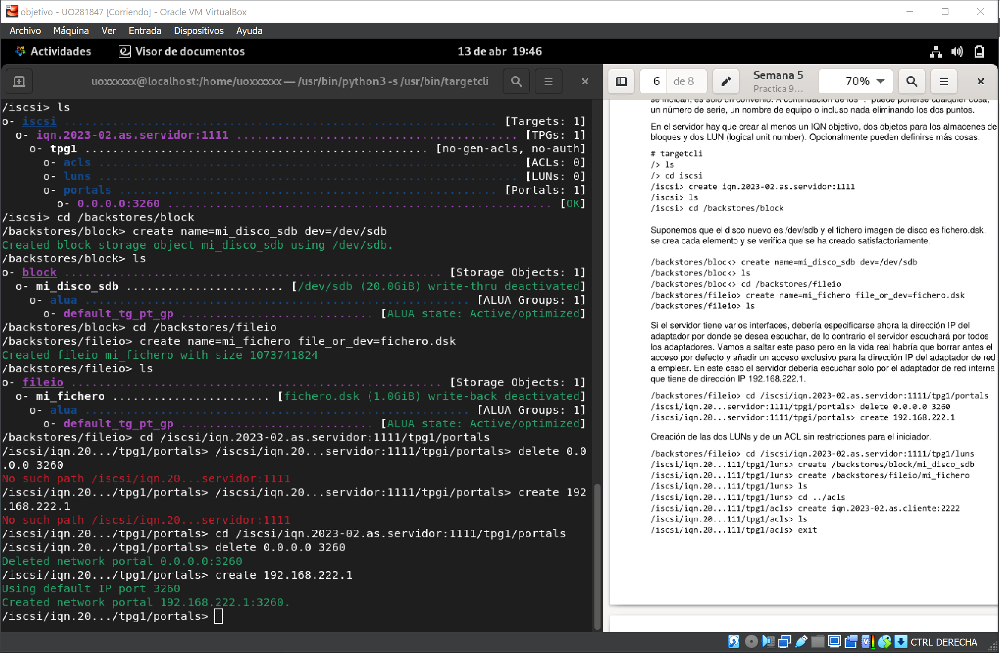 objetivo - UO281847 [Corriendo] - Oracle VM VirtualBox
Archivo Máquina Ver Entrada Dispositivos Ayuda
Actividades Visor de documentos 13 de abr 19:46
uoxxxxxx@localhost:/home/uoxxxxxx — /usr/bin/python3 -s /usr/bin/targetcli
/iscsi> ls
o- iscsi .......................................................... [Targets: 1]
o- iqn.2023-02.as.servidor:1111 ......................................... [TPGs: 1]
o- tpg1 .................................................. [no-gen-acls, no-auth]
o- acls ............................................................. [ACLs: 0]
o- luns ............................................................. [LUNs: 0]
o- portals ....................................................... [Portals: 1]
o- 0.0.0.0:3260 ........................................................ [OK]
/iscsi> cd /backstores/block
/backstores/block> create name=mi_disco_sdb dev=/dev/sdb
Created block storage object mi_disco_sdb using /dev/sdb.
/backstores/block> ls
o- block ....................................................... [Storage Objects: 1]
o- mi_disco_sdb ....................... [/dev/sdb (20.0GiB) write-thru deactivated]
o- alua ........................................................ [ALUA Groups: 1]
o- default_tg_pt_gp ............................ [ALUA state: Active/optimized]
/backstores/block> cd /backstores/fileio
/backstores/fileio> create name=mi_fichero file_or_dev=fichero.dsk
Created fileio mi_fichero with size 1073741824
/backstores/fileio> ls
o- fileio ...................................................... [Storage Objects: 1]
o- mi_fichero ....................... [fichero.dsk (1.0GiB) write-back deactivated]
o- alua ........................................................ [ALUA Groups: 1]
o- default_tg_pt_gp ............................ [ALUA state: Active/optimized]
/backstores/fileio> cd /iscsi/iqn.2023-02.as.servidor:1111/tpg1/portals
/iscsi/iqn.20.../tpg1/portals> /iscsi/iqn.20...servidor:1111/tpgi/portals> delete 0.0
.0.0 3260
No such path /iscsi/iqn.20...servidor:1111
/iscsi/iqn.20.../tpg1/portals> /iscsi/iqn.20...servidor:1111/tpgi/portals> create 192
.168.222.1
No such path /iscsi/iqn.20...servidor:1111
/iscsi/iqn.20.../tpg1/portals> cd /iscsi/iqn.2023-02.as.servidor:1111/tpg1/portals
/iscsi/iqn.20.../tpg1/portals> delete 0.0.0.0 3260
Deleted network portal 0.0.0.0:3260
/iscsi/iqn.20.../tpg1/portals> create 192.168.222.1
Using default IP port 3260
Created network portal 192.168.222.1:3260.
/iscsi/iqn.20.../tpg1/portals>
6 de 8 Semana 5 70%
Practica 9...
se indican, es solo un convenio. A continuación de los ":" puede ponerse cualquier cosa,
un número de serie, un nombre de equipo o incluso nada eliminando los dos puntos.
En el servidor hay que crear al menos un IQN objetivo, dos objetos para los almacenes de
bloques y dos LUN (logical unit number). Opcionalmente pueden definirse más cosas.
# targetcli
/> ls
/> cd iscsi
/iscsi> create iqn.2023-02.as.servidor:1111
/iscsi> ls
/iscsi> cd /backstores/block
Suponemos que el disco nuevo es /dev/sdb y el fichero imagen de disco es fichero.dsk,
se crea cada elemento y se verifica que se ha creado satisfactoriamente.
/backstores/block> create name=mi_disco_sdb dev=/dev/sdb
/backstores/block> ls
/backstores/block> cd /backstores/fileio
/backstores/fileio> create name=mi_fichero file_or_dev=fichero.dsk
/backstores/fileio> ls
Si el servidor tiene varios interfaces, debería especificarse ahora la dirección IP del
adaptador por donde se desea escuchar, de lo contrario el servidor escuchará por todos
los adaptadores. Vamos a saltar este paso pero en la vida real habría que borrar antes el
acceso por defecto y añadir un acceso exclusivo para la dirección IP del adaptador de red
a emplear. En este caso el servidor debería escuchar solo por el adaptador de red interna
que tiene de dirección IP 192.168.222.1.
/backstores/fileio> cd /iscsi/iqn.2023-02.as.servidor:1111/tpg1/portals
/iscsi/iqn.20...servidor:1111/tpgi/portals> delete 0.0.0.0 3260
/iscsi/iqn.20...servidor:1111/tpgi/portals> create 192.168.222.1
Creación de las dos LUNs y de un ACL sin restricciones para el iniciador.
/backstores/fileio> cd /iscsi/iqn.2023-02.as.servidor:1111/tpg1/luns
/iscsi/iqn.20...111/tpg1/luns> create /backstores/block/mi_disco_sdb
/iscsi/iqn.20...111/tpg1/luns> create /backstores/fileio/mi_fichero
/iscsi/iqn.20...111/tpg1/luns> ls
/iscsi/iqn.20...111/tpg1/luns> cd ../acls
/iscsi/iqn.20...111/tpg1/acls> create iqn.2023-02.as.cliente:2222
/iscsi/iqn.20...111/tpg1/acls> ls
/iscsi/iqn.20...111/tpg1/acls> exit
CTRL DERECHA